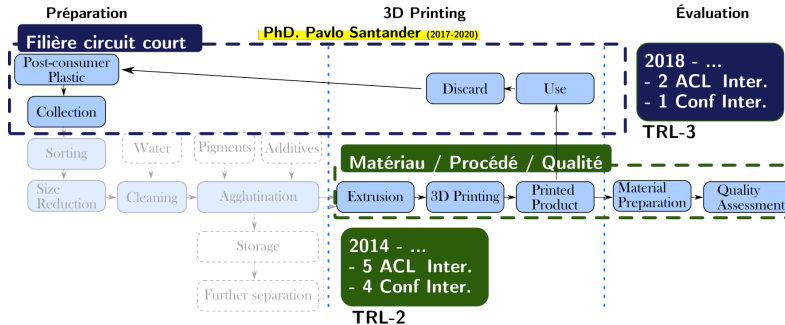 Préparation
3D Printing
Évaluation
PhD. Pavlo Santander (2017-2020)
Filière circuit court
Post-consumer
Plastic
Collection
Discard
Use
2018 - ...
- 2 ACL Inter.
- 1 Conf Inter.
TRL-3
Sorting
Water
Pigments
Additives
Matériau / Procédé / Qualité
Size
Reduction
Cleaning
Agglutination
Extrusion
3D Printing
Printed
Product
Material
Preparation
Quality
Assessment
Storage
Further separation
2014 - ...
- 5 ACL Inter.
- 4 Conf Inter.
TRL-2